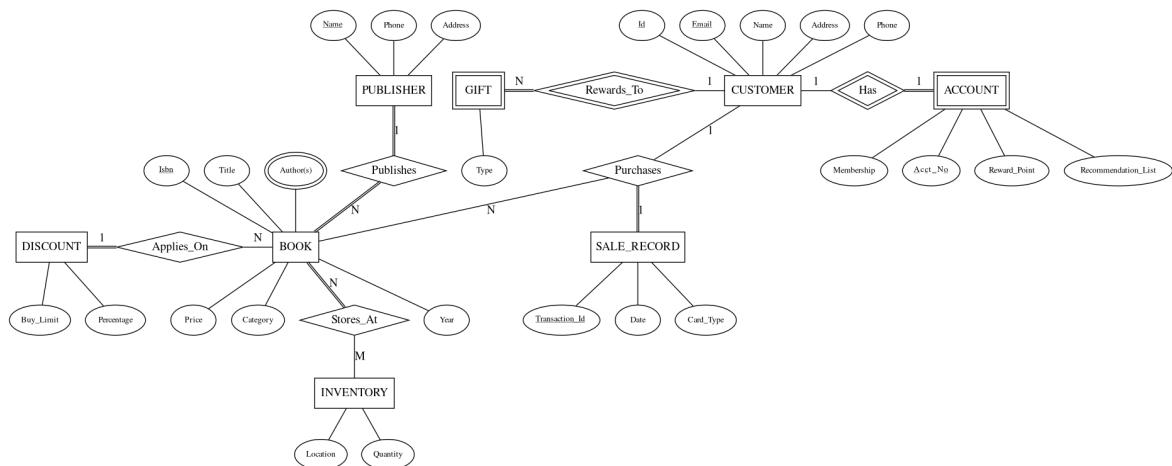 Name
Phone
Address
Id
Email
Name
Address
Phone
PUBLISHER
GIFT
N
Rewards_To
1
CUSTOMER
1
Has
1
ACCOUNT
1
1
Isbn
Title
Author(s)
Publishes
Type
Purchases
Membership
Acct_No
Reward_Point
Recommendation_List
N
N
DISCOUNT
1
Applies_On
N
BOOK
1
SALE_RECORD
N
Buy_Limit
Percentage
Price
Category
Stores_At
Year
Transaction_Id
Date
Card_Type
M
INVENTORY
Location
Quantity